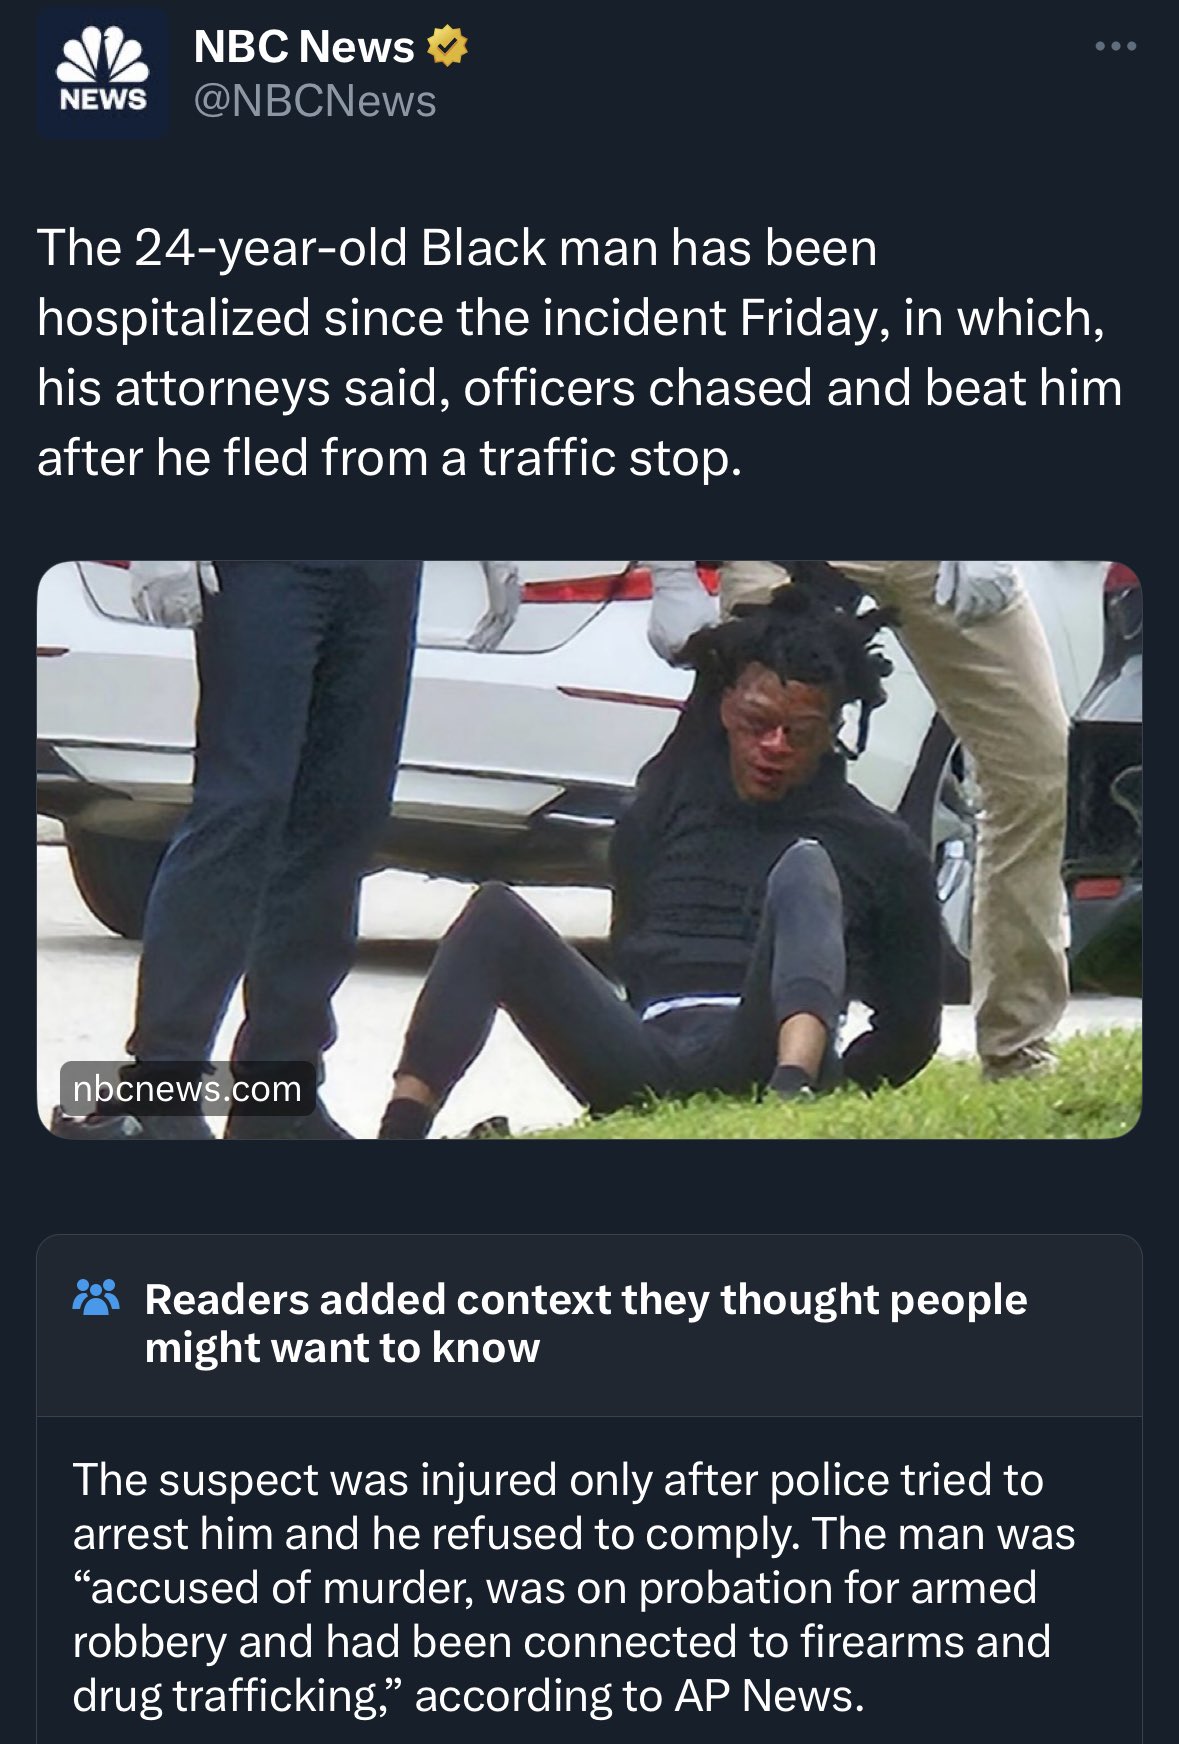 NBC News
NEWS
@NBCNews
The 24-year-old Black man has been
hospitalized since the incident Friday, in which,
his attorneys said, officers chased and beat him
after he fled from a traffic stop.
nbcnews.com
Readers added context they thought people
might want to know
The suspect was injured only after police tried to
arrest him and he refused to comply. The man was
“accused of murder, was on probation for armed
robbery and had been connected to firearms and
drug trafficking,” according to AP News.